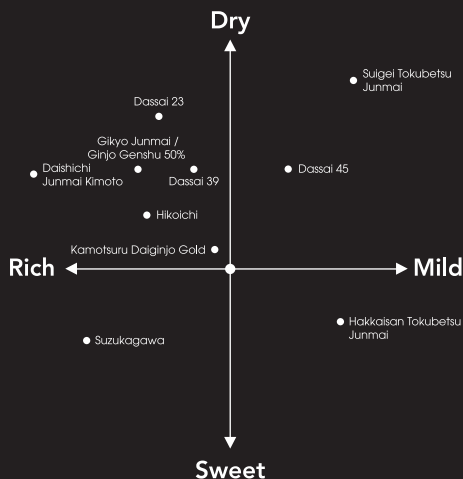 Dry
Suigei Tokubetsu
Junmai
Dassai 23
Gikyo Junmai /
Ginjo Genshu 50%
Daishichi
Junmai Kimoto
Dassai 39
Dassai 45
Hikoichi
Kamotsuru Daiginjo Gold
Rich
Mild
Hakkaisan Tokubetsu
Junmai
Suzukagawa
Sweet